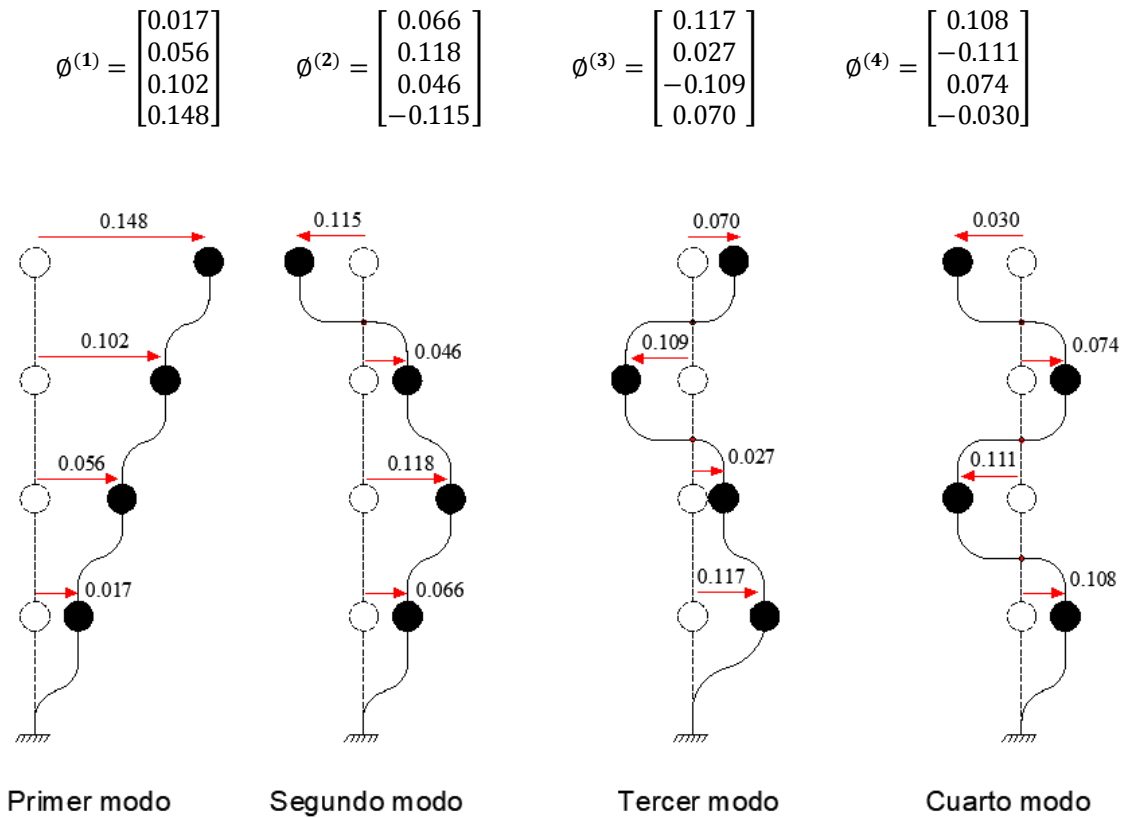 ∅⁽¹⁾ = [0.017 0.056 0.102 0.148]
∅⁽²⁾ = [0.066 0.118 0.046 −0.115]
∅⁽³⁾ = [0.117 0.027 −0.109 0.070]
∅⁽⁴⁾ = [0.108 −0.111 0.074 −0.030]
0.148
0.102
0.056
0.017
0.115
0.046
0.118
0.066
0.070
0.109
0.027
0.117
0.030
0.074
0.111
0.108
Primer modo
Segundo modo
Tercer modo
Cuarto modo